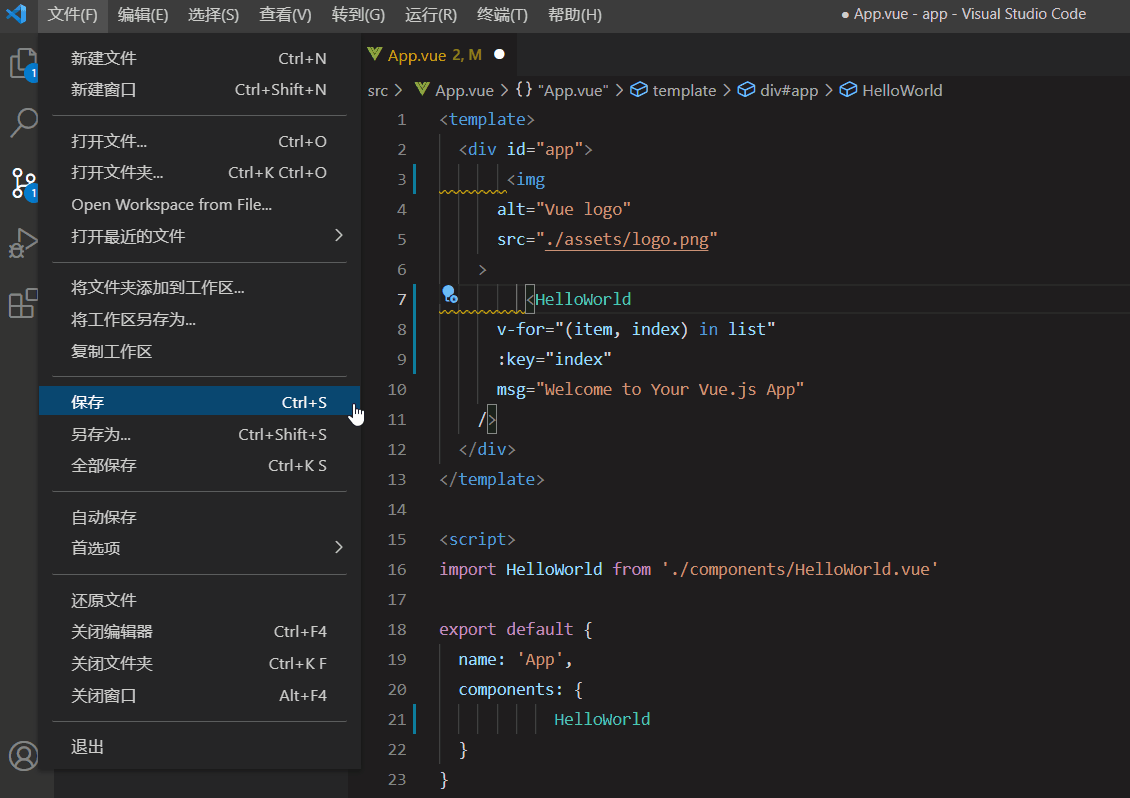 文件(F) 编辑(E) 选择(S) 查看(V) 转到(G) 运行(R) 终端(T) 帮助(H) ● App.vue - app - Visual Studio Code
新建文件 Ctrl+N
新建窗口 Ctrl+Shift+N
打开文件... Ctrl+O
打开文件夹... Ctrl+K Ctrl+O
Open Workspace from File...
打开最近的文件
将文件夹添加到工作区...
将工作区另存为...
复制工作区
保存 Ctrl+S
另存为... Ctrl+Shift+S
全部保存 Ctrl+K S
自动保存
首选项
还原文件
关闭编辑器 Ctrl+F4
关闭文件夹 Ctrl+K F
关闭窗口 Alt+F4
退出
1
1
App.vue 2, M ●
src > App.vue > {} "App.vue" > template > div#app > HelloWorld
1 <template>
2 <div id="app">
3 <img
4 alt="Vue logo"
5 src="./assets/logo.png"
6 >
7 <HelloWorld
8 v-for="(item, index) in list"
9 :key="index"
10 msg="Welcome to Your Vue.js App"
11 />
12 </div>
13 </template>
14
15 <script>
16 import HelloWorld from './components/HelloWorld.vue'
17
18 export default {
19 name: 'App',
20 components: {
21 HelloWorld
22 }
23 }